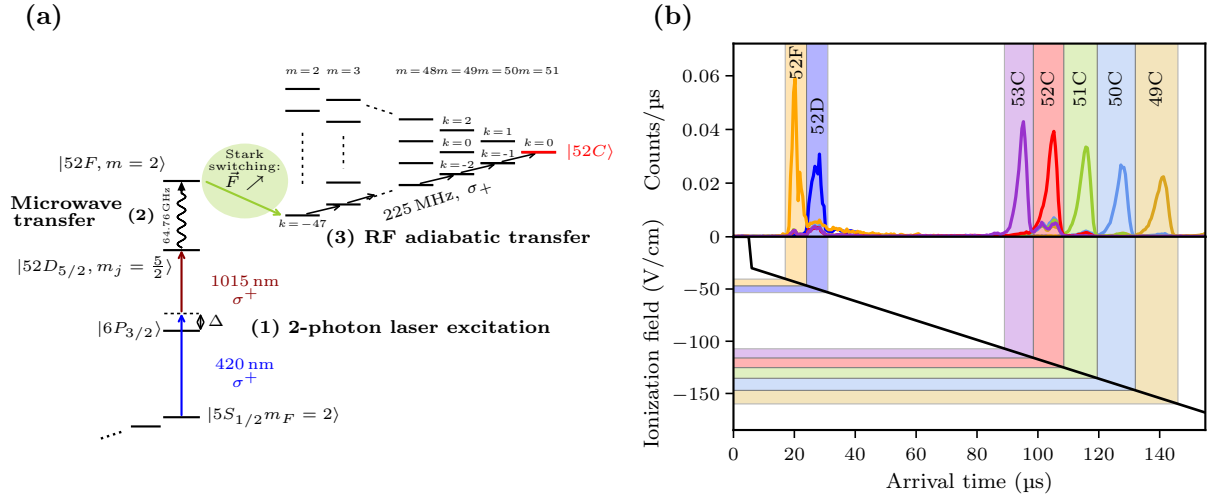 (a)
m = 2
m = 3
m = 48
m = 49
m = 50
m = 51
k = 2
k = 1
k = 0
k = 0
k = -1
k = -2
|52C⟩
|52F, m = 2⟩
Stark
switching:
F⃗ ↗
k = −47
225 MHz, σ+
Microwave
transfer
(2)
64.76 GHz
(3) RF adiabatic transfer
|52D5/2, mj = 5/2⟩
1015 nm
σ+
|6P3/2⟩
Δ
(1) 2-photon laser excitation
420 nm
σ+
|5S1/2 mF = 2⟩
(b)
52F
52D
53C
52C
51C
50C
49C
Counts/µs
0.06
0.04
0.02
0
Ionization field (V/cm)
−50
−100
−150
0
20
40
60
80
100
120
140
Arrival time (µs)